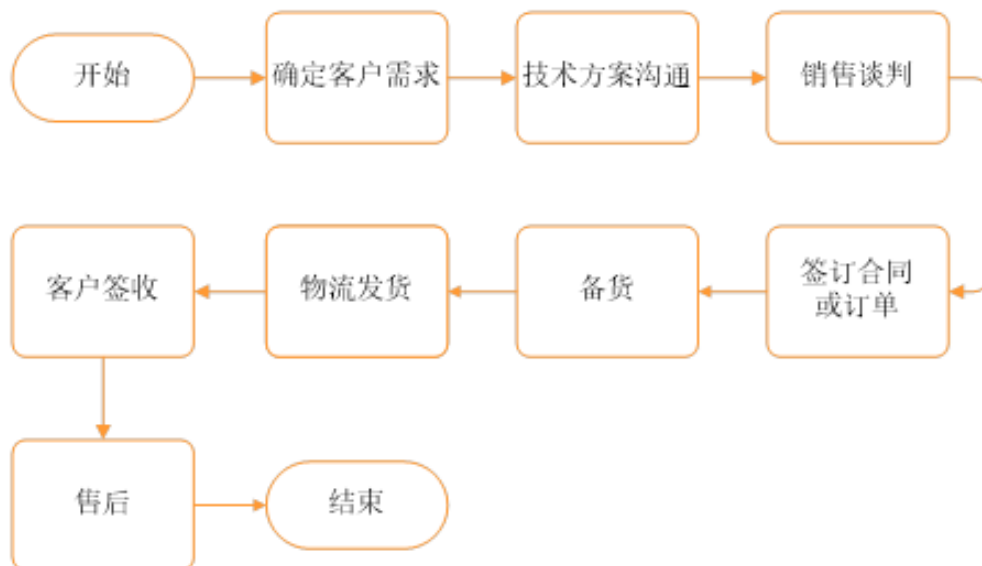 开始
确定客户需求
技术方案沟通
销售谈判
签订合同
或订单
备货
物流发货
客户签收
售后
结束